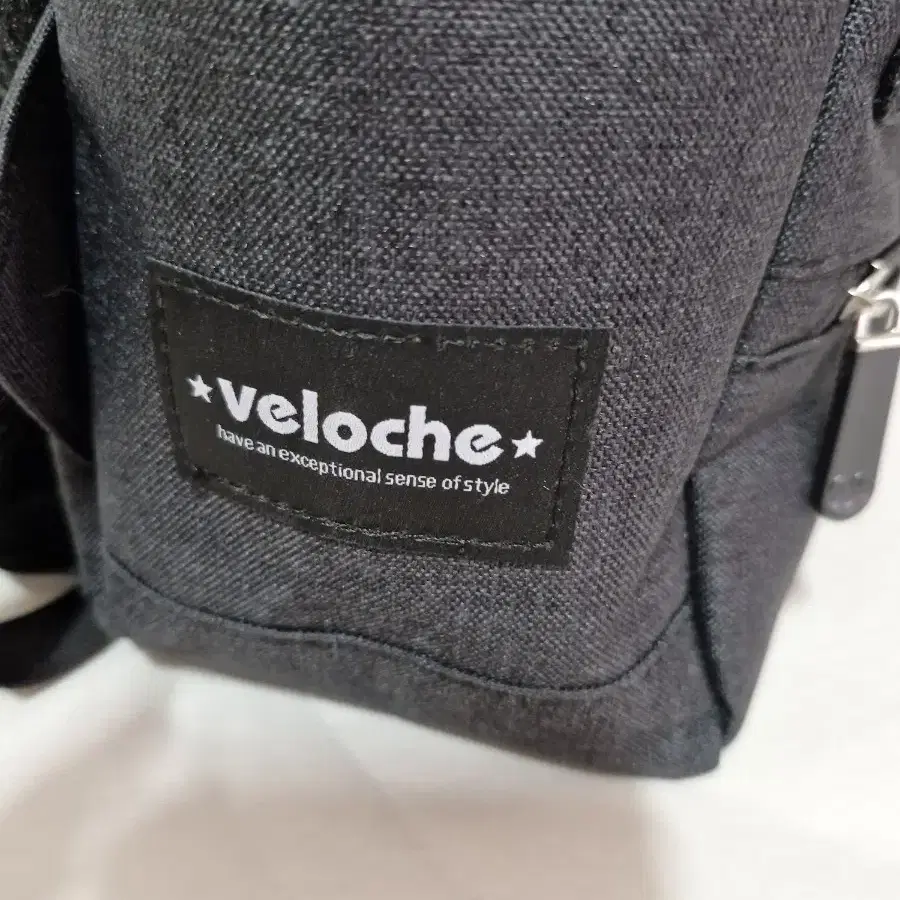 ★veloche★
have an exceptional sense of style